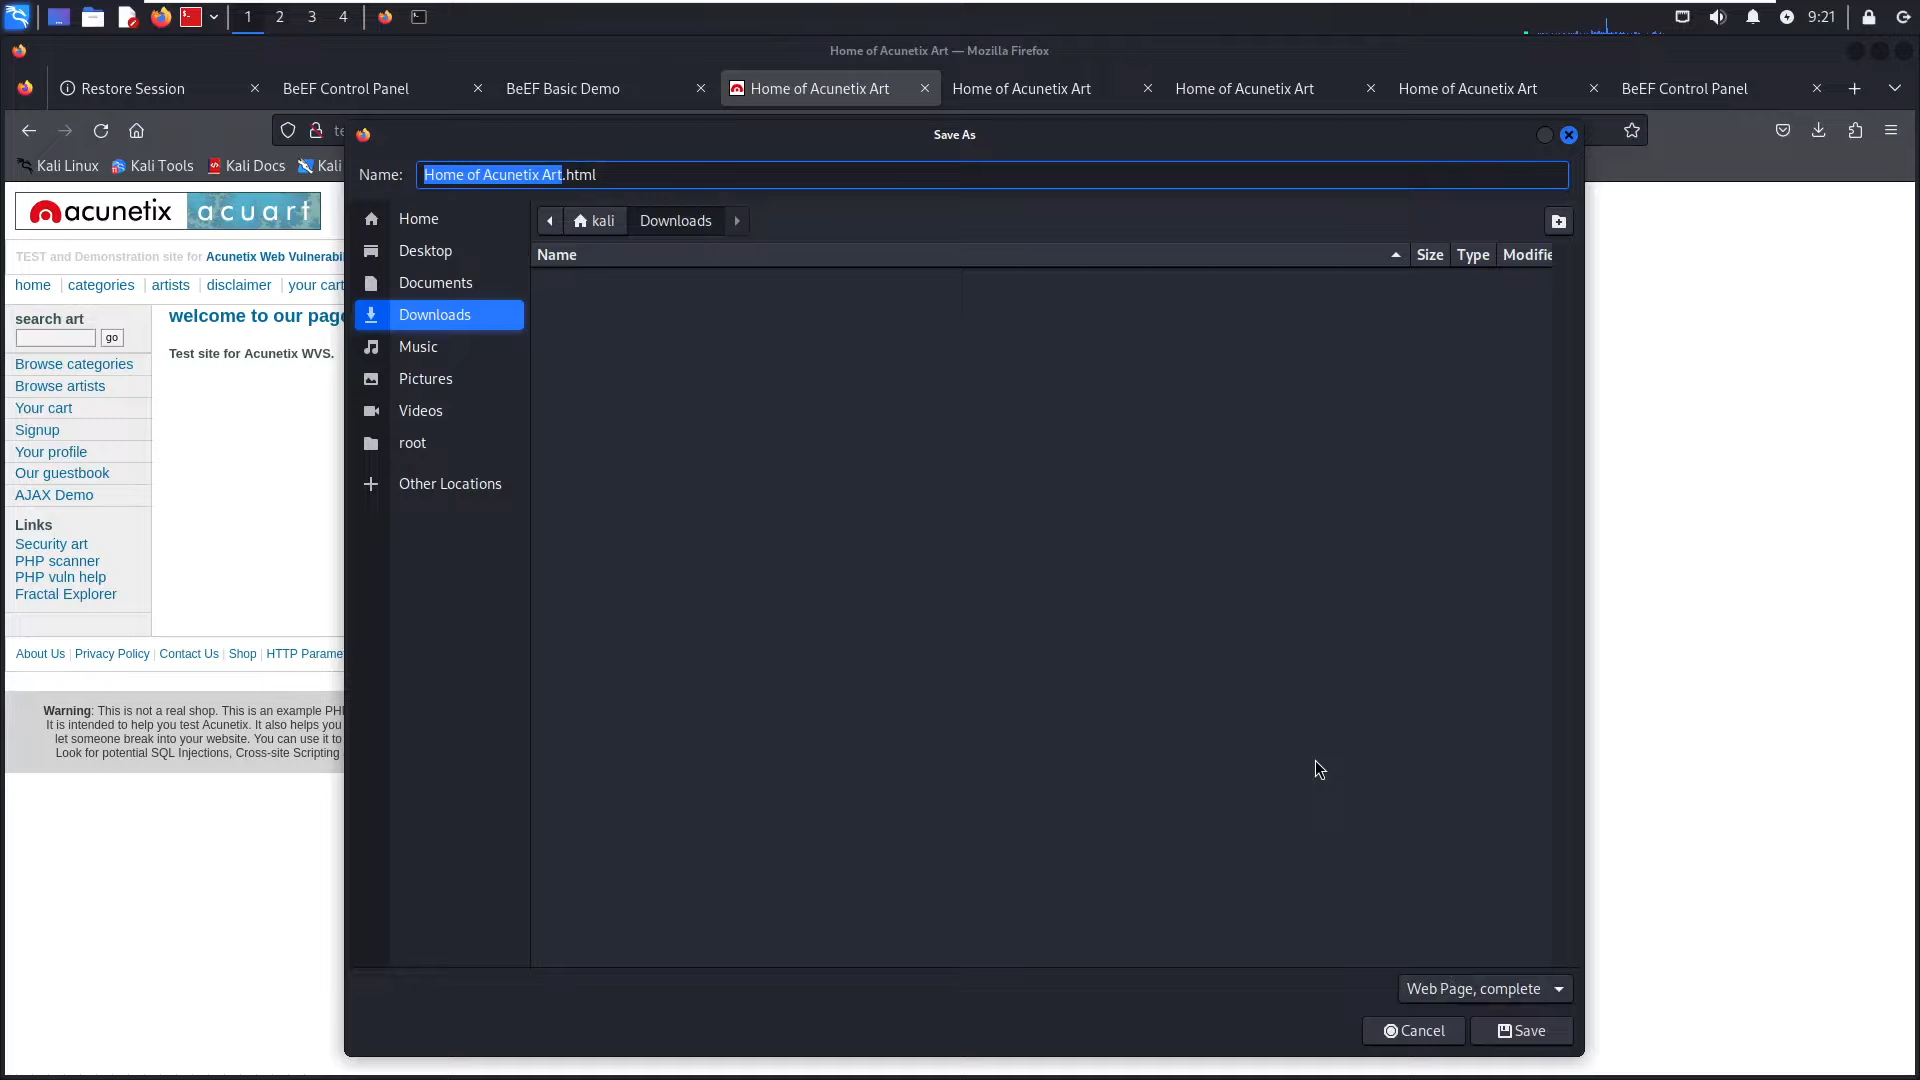 1 2 3 4 9:21
Home of Acunetix Art — Mozilla Firefox
Restore Session BeEF Control Panel BeEF Basic Demo Home of Acunetix Art Home of Acunetix Art Home of Acunetix Art Home of Acunetix Art BeEF Control Panel
te
Save As
Kali Linux Kali Tools Kali Docs Kali
Name: Home of Acunetix Art.html
acunetix acuart
kali Downloads
Name Size Type Modifie
Home
Desktop
Documents
Downloads
Music
Pictures
Videos
root
Other Locations
TEST and Demonstration site for Acunetix Web Vulnerabi
home categories artists disclaimer your cart
search art
go
Browse categories
Browse artists
Your cart
Signup
Your profile
Our guestbook
AJAX Demo
Links
Security art
PHP scanner
PHP vuln help
Fractal Explorer
welcome to our page
Test site for Acunetix WVS.
About Us | Privacy Policy | Contact Us | Shop | HTTP Parame
Warning: This is not a real shop. This is an example PH
It is intended to help you test Acunetix. It also helps you
let someone break into your website. You can use it to
Look for potential SQL Injections, Cross-site Scripting
Web Page, complete
Cancel Save